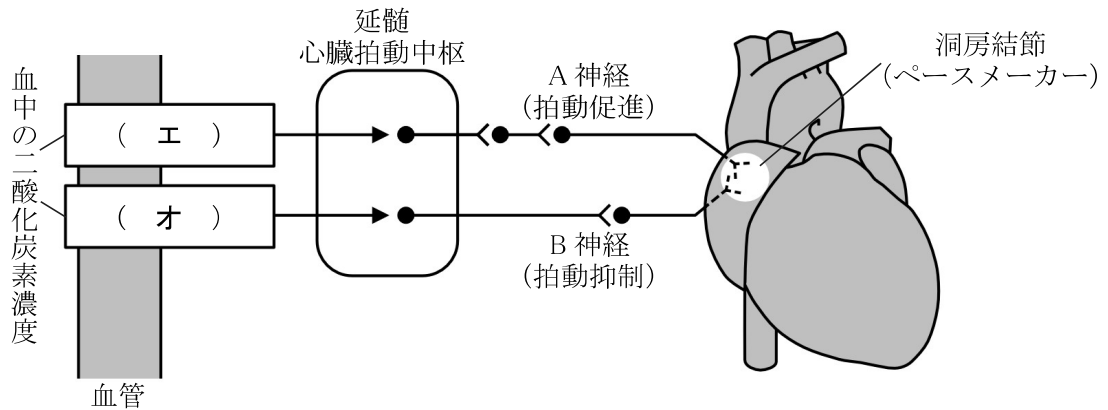 延髄
心臓拍動中枢
洞房結節
(ペースメーカー)
A 神経
(拍動促進)
血中の二酸化炭素濃度
( エ )
( オ )
B 神経
(拍動抑制)
血管